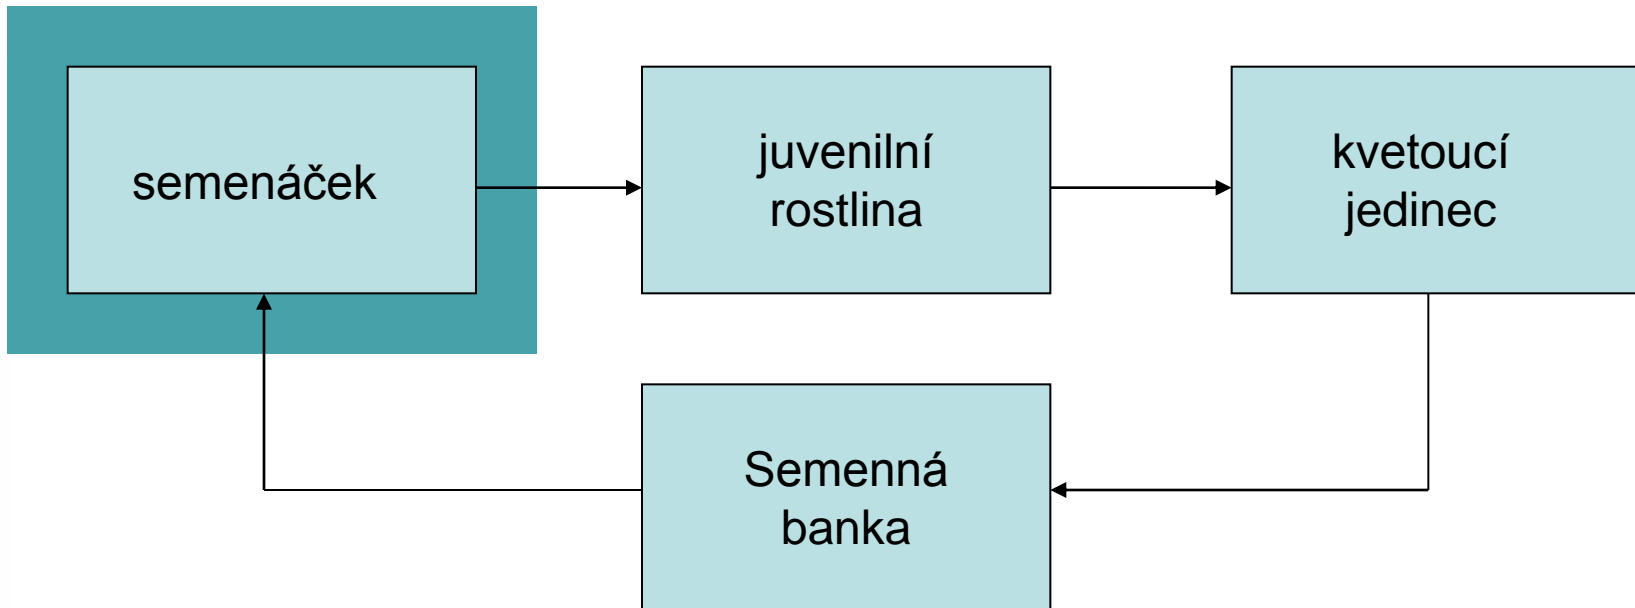 semenáček
juvenilní
rostlina
kvetoucí
jedinec
Semenná
banka